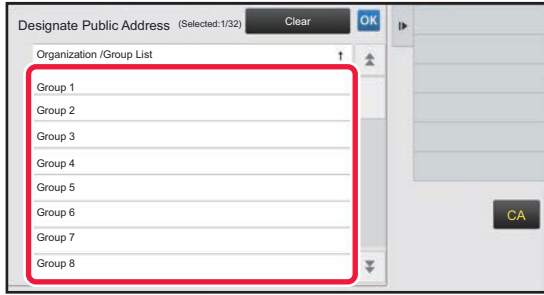 Designate Public Address (Selected:1/32) Clear OK
Organization /Group List
Group 1
Group 2
Group 3
Group 4
Group 5
Group 6
Group 7
Group 8
CA